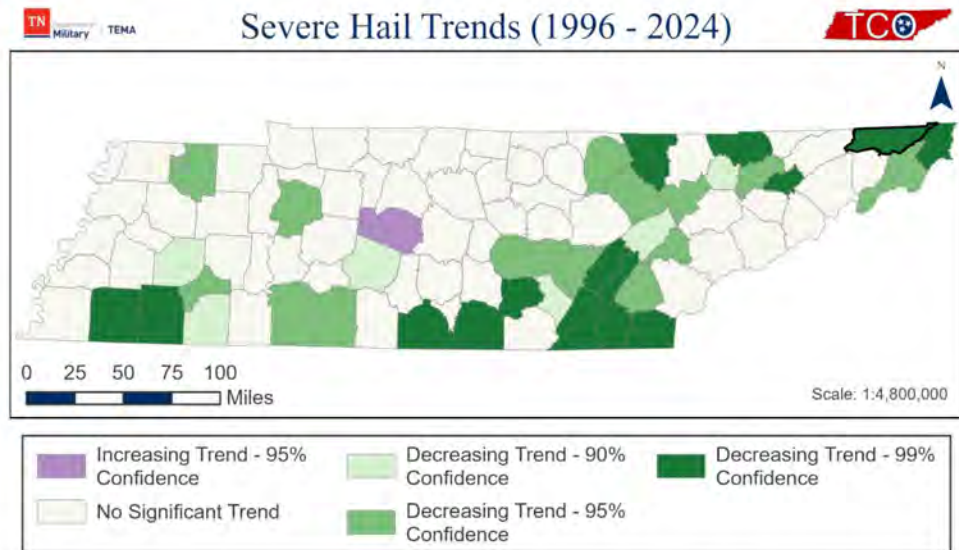 TN
Military
TEMA
Severe Hail Trends (1996 - 2024)
TCO
N
0 25 50 75 100
Miles
Scale: 1:4,800,000
Increasing Trend - 95%
Confidence
No Significant Trend
Decreasing Trend - 90%
Confidence
Decreasing Trend - 95%
Confidence
Decreasing Trend - 99%
Confidence